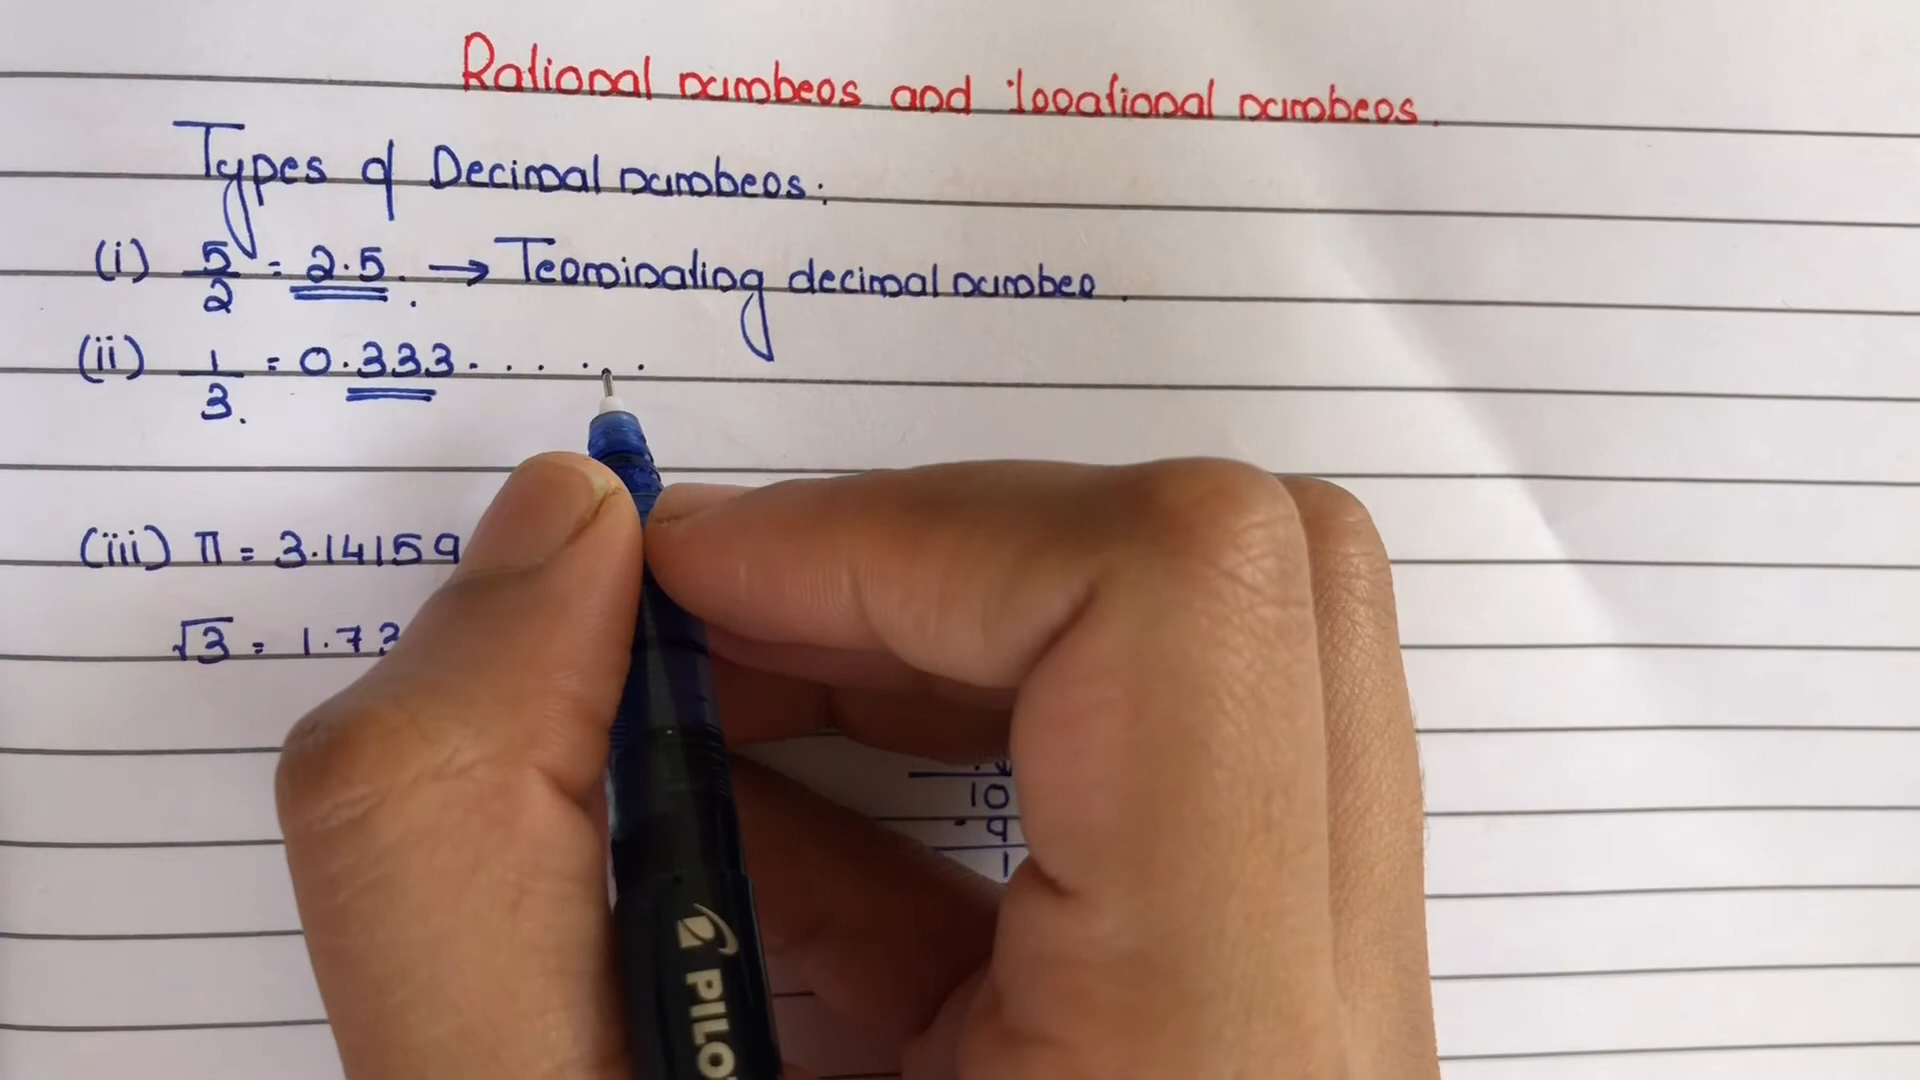 Rational numbers and irrational numbers.
Types of Decimal numbers:
(i) 5/2 = 2.5. → Terminating decimal number.
(ii) 1/3. = 0.333. . . . . . .
(iii) π = 3.14159
√3 = 1.73
10
- 9
1
PILO